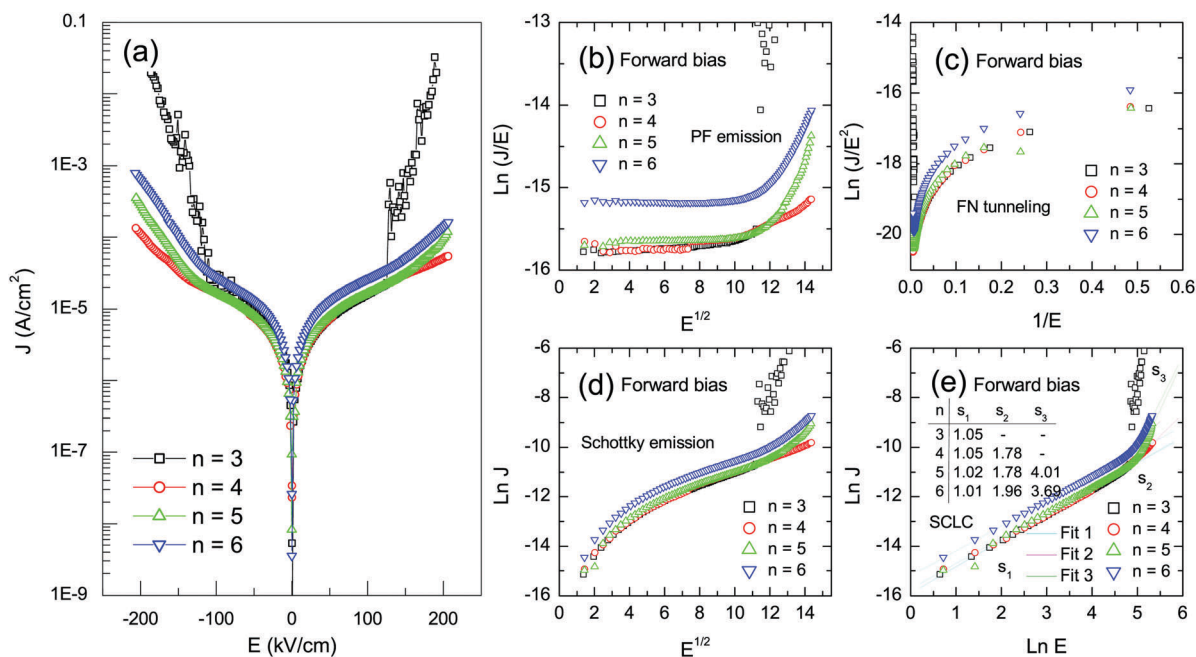 (a)
J (A/cm²)
0.1
1E-3
1E-5
1E-7
1E-9
n = 3
n = 4
n = 5
n = 6
-200 -100 0 100 200
E (kV/cm)
(b) Forward bias
n = 3
n = 4
n = 5
n = 6
PF emission
Ln (J/E)
-13
-14
-15
-16
0 2 4 6 8 10 12 14
E^1/2
(c) Forward bias
n = 3
n = 4
n = 5
n = 6
FN tunneling
Ln (J/E²)
-14
-16
-18
-20
0.0 0.1 0.2 0.3 0.4 0.5 0.6
1/E
(d) Forward bias
Schottky emission
n = 3
n = 4
n = 5
n = 6
Ln J
-6
-8
-10
-12
-14
-16
0 2 4 6 8 10 12 14
E^1/2
(e) Forward bias
n s₁ s₂ s₃
3 1.05 - -
4 1.05 1.78 -
5 1.02 1.78 4.01
6 1.01 1.96 3.69
SCLC
s₁
s₂
s₃
Fit 1
Fit 2
Fit 3
n = 3
n = 4
n = 5
n = 6
Ln J
-6
-8
-10
-12
-14
-16
0 1 2 3 4 5 6
Ln E